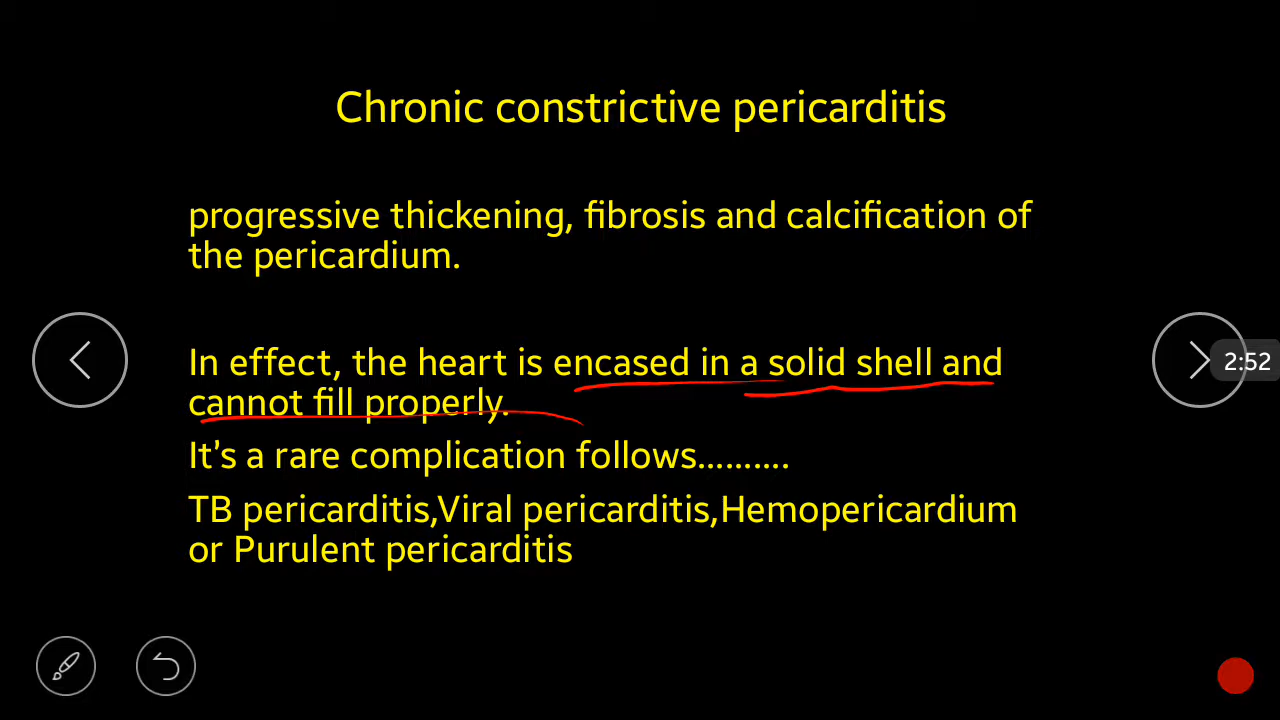 Chronic constrictive pericarditis
progressive thickening, fibrosis and calcification of
the pericardium.
In effect, the heart is encased in a solid shell and
cannot fill properly.
It's a rare complication follows..........
TB pericarditis,Viral pericarditis,Hemopericardium
or Purulent pericarditis
2:52